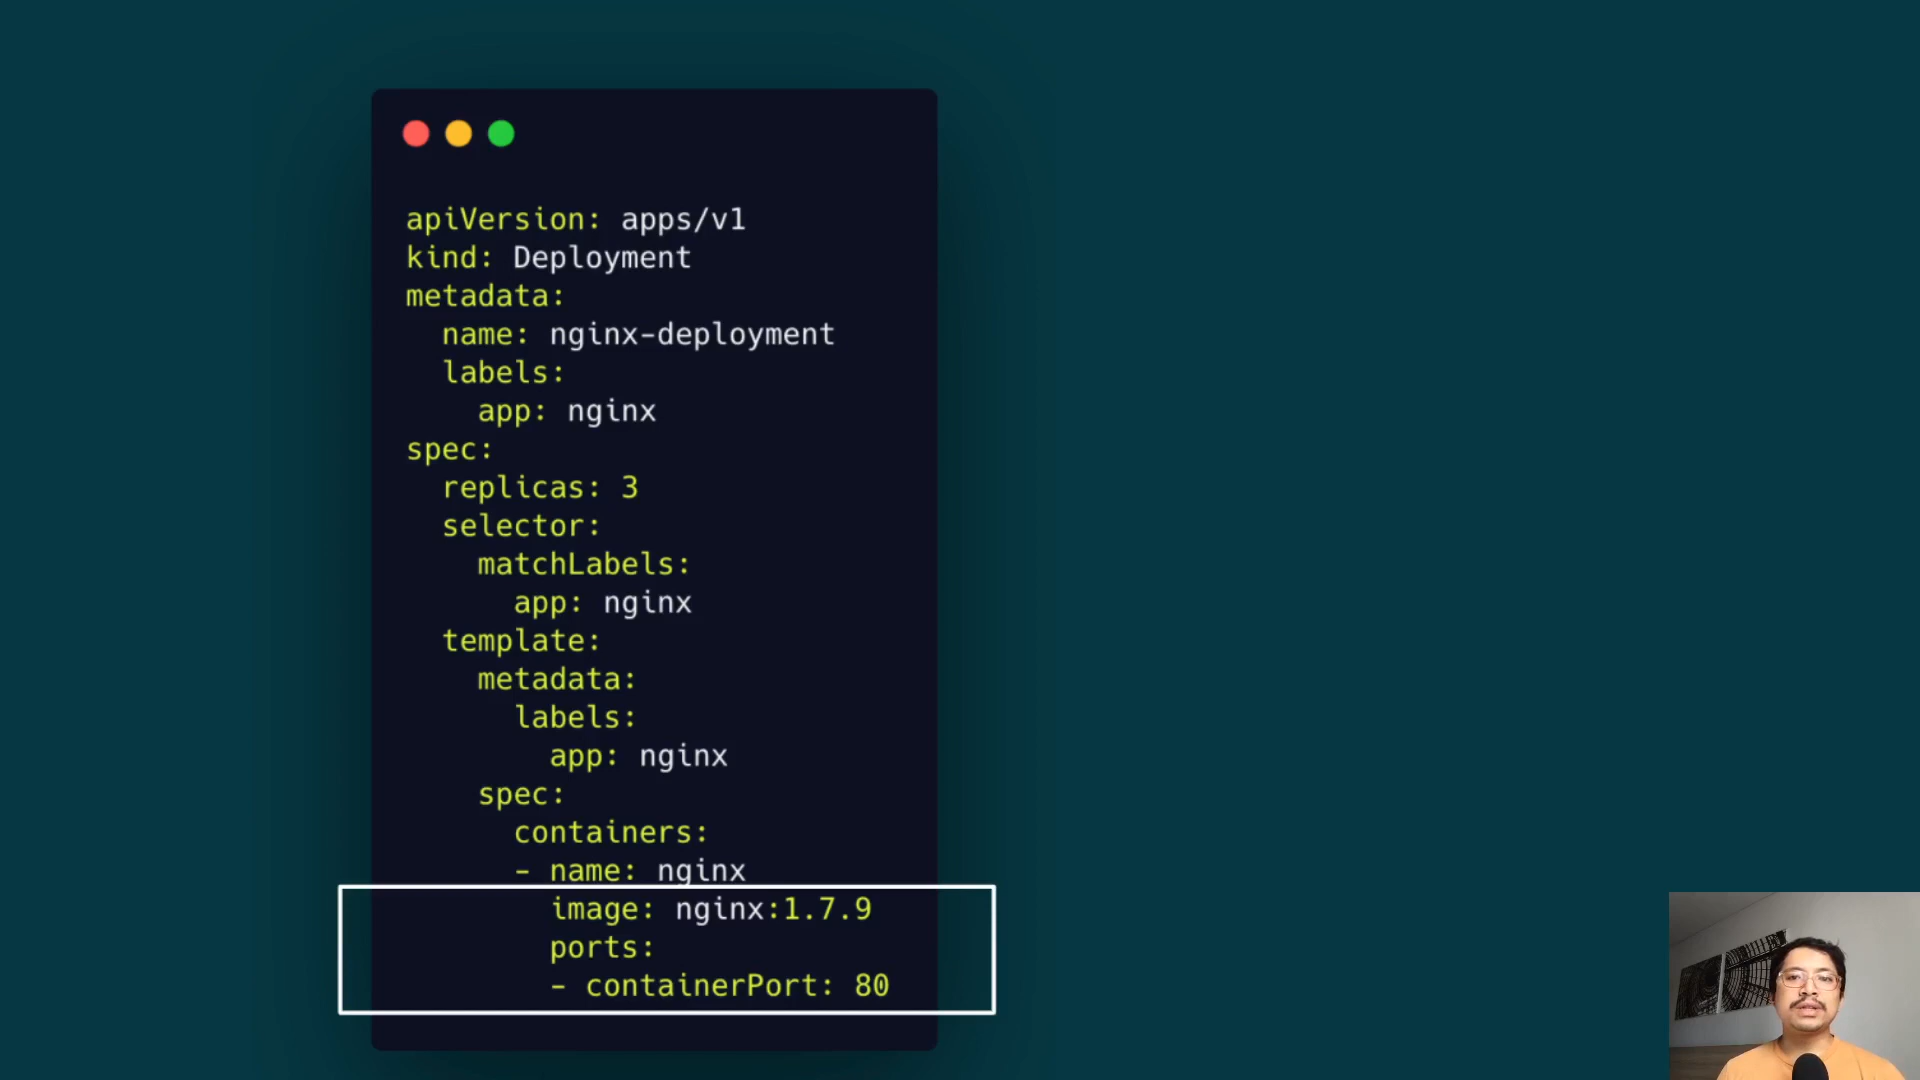 apiVersion: apps/v1
kind: Deployment
metadata:
  name: nginx-deployment
  labels:
    app: nginx
spec:
  replicas: 3
  selector:
    matchLabels:
      app: nginx
  template:
    metadata:
      labels:
        app: nginx
    spec:
      containers:
      - name: nginx
        image: nginx:1.7.9
        ports:
        - containerPort: 80